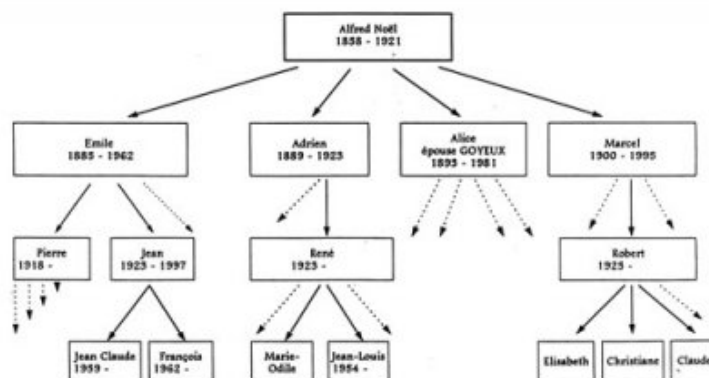 Alfred Noël
1858 - 1921
Emile
1885 - 1962
Adrien
1889 - 1923
Alice
épouse GOYEUX
1893 - 1981
Marcel
1900 - 1995
Pierre
1918 -
Jean
1923 - 1997
René
1923 -
Robert
1925 -
Jean Claude
1959 -
François
1962 -
Marie-
Odile
Jean-Louis
1954 -
Elisabeth
Christiane
Claude